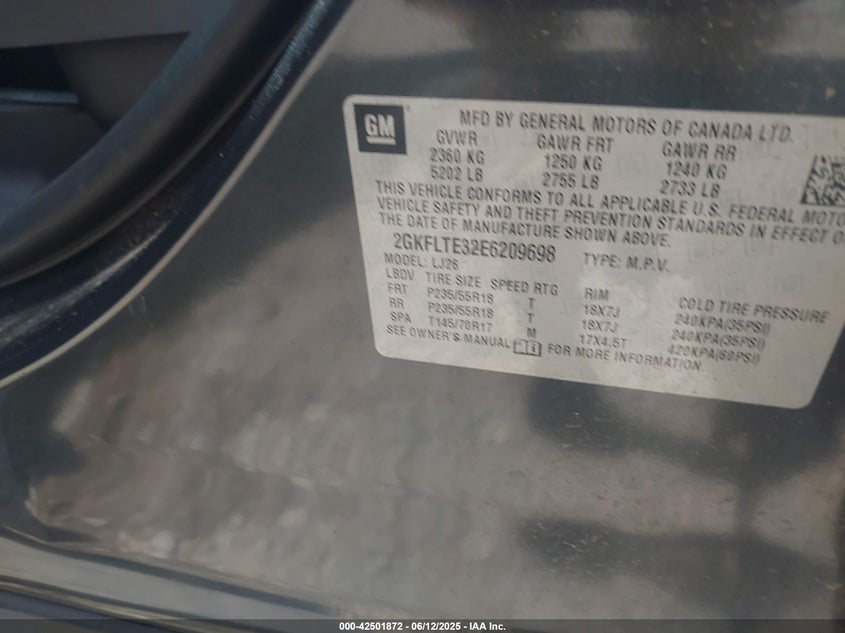 GM
MFD BY GENERAL MOTORS OF CANADA LTD.
GVWR GAWR FRT GAWR RR
2360 KG 1250 KG 1240 KG
5202 LB 2755 LB 2733 LB
THIS VEHICLE CONFORMS TO ALL APPLICABLE U.S. FEDERAL MOTO
VEHICLE SAFETY AND THEFT PREVENTION STANDARDS IN EFFECT O
THE DATE OF MANUFACTURE SHOWN ABOVE.
2GKFLTE32E6209698 TYPE: M.P.V.
MODEL: LJ26
LBDV TIRE SIZE SPEED RTG RIM COLD TIRE PRESSURE
FRT P235/55R18 T 18X7J 240KPA(35PSI)
RR P235/55R18 T 18X7J 240KPA(35PSI)
SPA T145/70R17 M 17X4.5T 420KPA(60PSI)
SEE OWNER'S MANUAL FOR MORE INFORMATION.
000-42501872 - 06/12/2025 - IAA Inc.